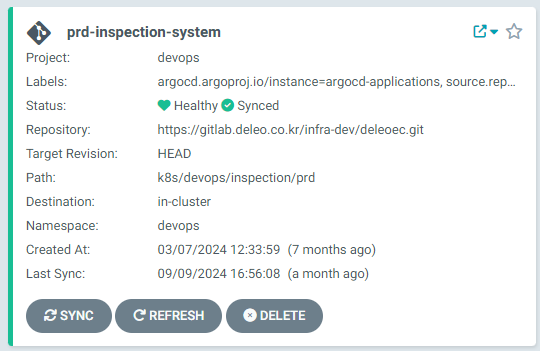 prd-inspection-system
Project: devops
Labels: argocd.argoproj.io/instance=argocd-applications, source.rep...
Status: Healthy Synced
Repository: https://gitlab.deleo.co.kr/infra-dev/deleoec.git
Target Revision: HEAD
Path: k8s/devops/inspection/prd
Destination: in-cluster
Namespace: devops
Created At: 03/07/2024 12:33:59 (7 months ago)
Last Sync: 09/09/2024 16:56:08 (a month ago)
SYNC REFRESH DELETE